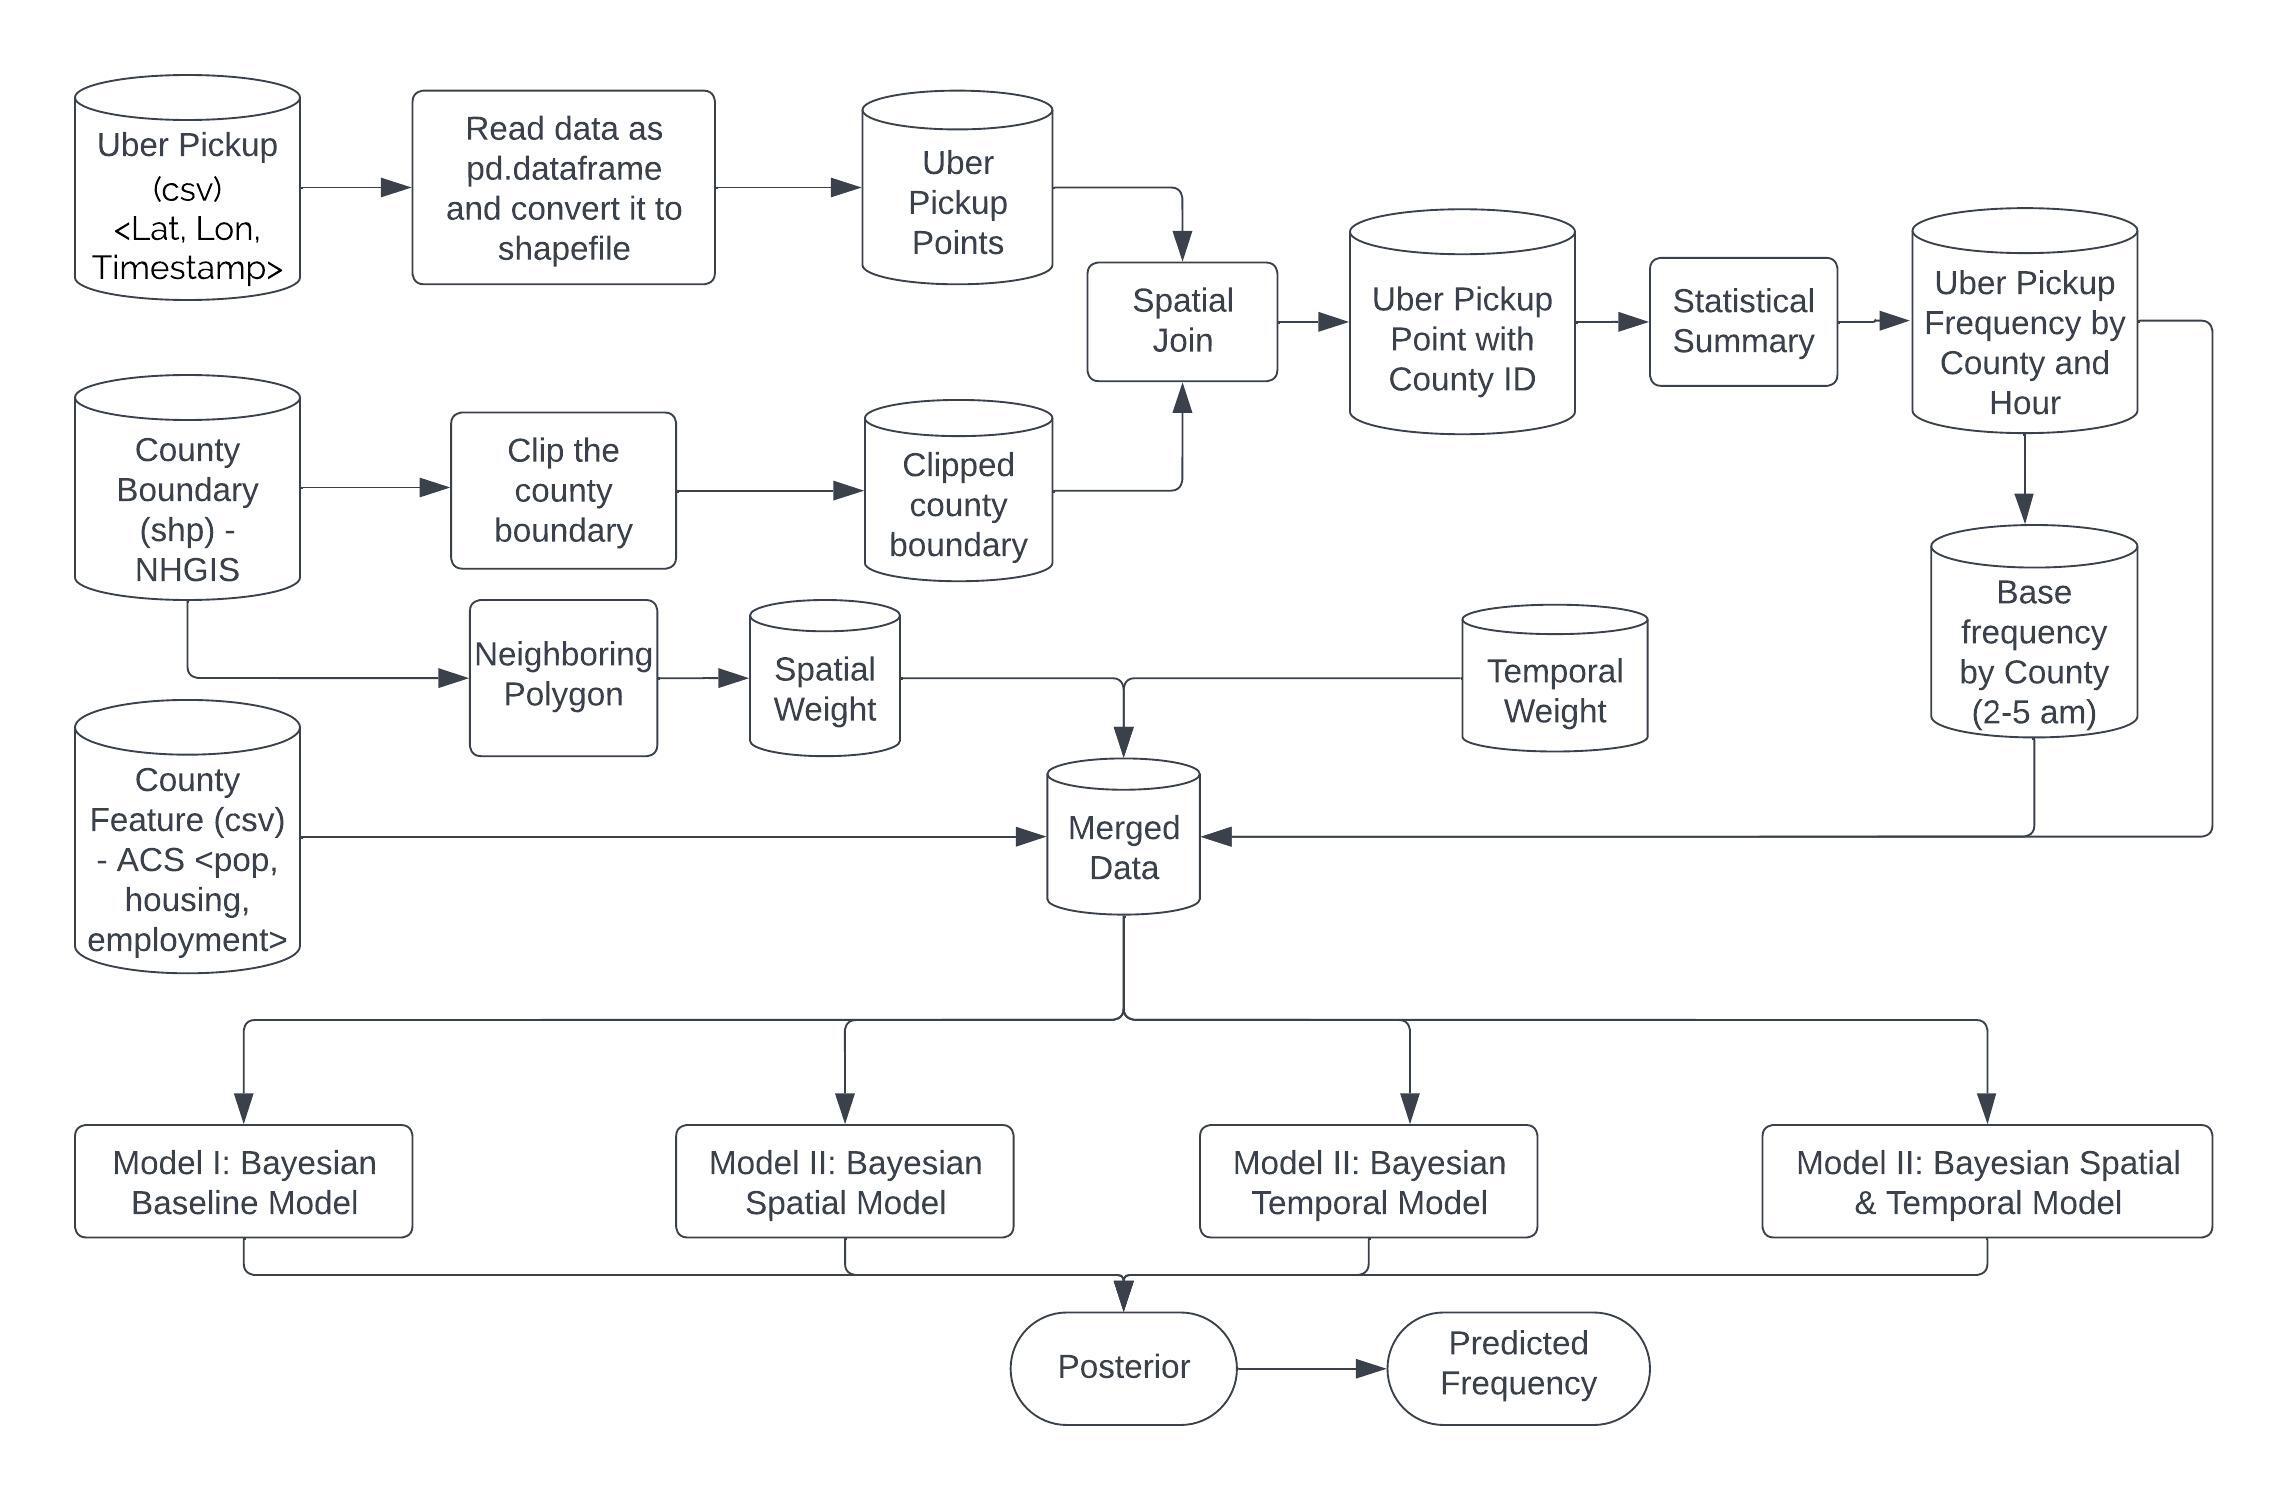 Uber Pickup
(csv)
<Lat, Lon,
Timestamp>
Read data as
pd.dataframe
and convert it to
shapefile
Uber
Pickup
Points
Spatial
Join
Uber Pickup
Point with
County ID
Statistical
Summary
Uber Pickup
Frequency by
County and
Hour
County
Boundary
(shp) -
NHGIS
Clip the
county
boundary
Clipped
county
boundary
Neighboring
Polygon
Spatial
Weight
Temporal
Weight
Base
frequency
by County
(2-5 am)
County
Feature (csv)
- ACS <pop,
housing,
employment>
Merged
Data
Model I: Bayesian
Baseline Model
Model II: Bayesian
Spatial Model
Model II: Bayesian
Temporal Model
Model II: Bayesian Spatial
& Temporal Model
Posterior
Predicted
Frequency